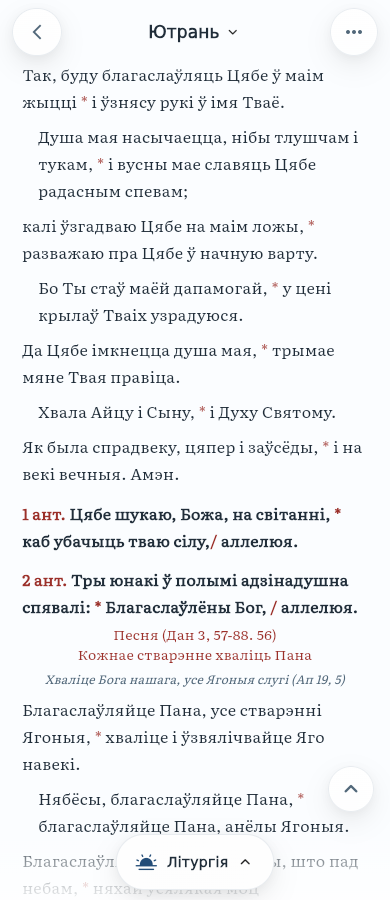 Ютрань
Так, буду благаслаўляць Цябе ў маім
жыцці * і ўзнясу рукі ў імя Тваё.
Душа мая насычаецца, нібы тлушчам і
тукам, * і вусны мае славяць Цябе
радасным спевам;
калі ўзгадваю Цябе на маім ложы, *
разважаю пра Цябе ў начную варту.
Бо Ты стаў маёй дапамогай, * у цені
крылаў Тваіх узрадуюся.
Да Цябе імкнецца душа мая, * трымае
мяне Твая правіца.
Хвала Айцу і Сыну, * і Духу Святому.
Як была спрадвеку, цяпер і заўсёды, * і на
векі вечныя. Амэн.
1 ант. Цябе шукаю, Божа, на світанні, *
каб убачыць тваю сілу,/ аллелюя.
2 ант. Тры юнакі ў полымі адзінадушна
спявалі: * Благаслаўлёны Бог, / аллелюя.
Песня (Дан 3, 57-88. 56)
Кожнае стварэнне хваліць Пана
Хваліце Бога нашага, усе Ягоныя слугі (Ап 19, 5)
Благаслаўляйце Пана, усе стварэнні
Ягоныя, * хваліце і ўзвялічвайце Яго
навекі.
Нябёсы, благаслаўляйце Пана, *
благаслаўляйце Пана, анёлы Ягоныя.
што пад
небам, * няхай усялякая моц
Літургія